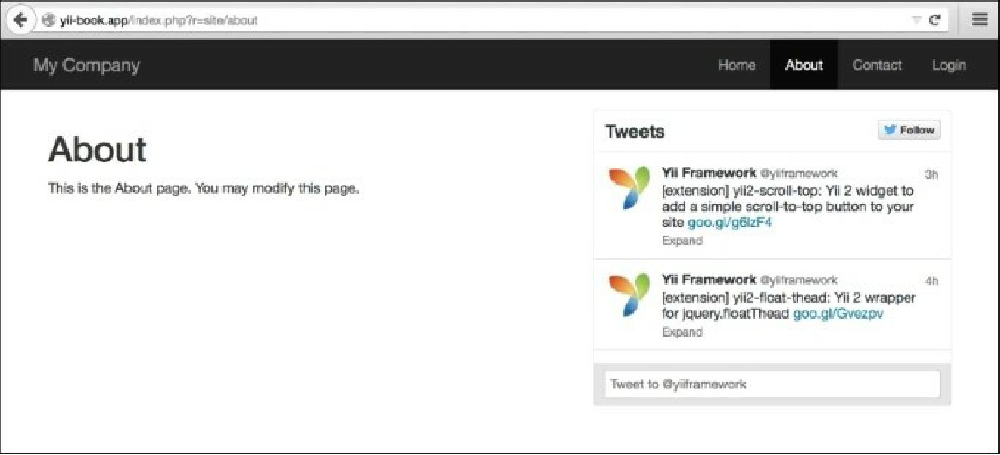 yii-book.app/index.php?r=site/about
My Company
Home
About
Contact
Login
About
This is the About page. You may modify this page.
Tweets
Follow
Yii Framework @yiiframework
3h
[extension] yii2-scroll-top: Yii 2 widget to
add a simple scroll-to-top button to your
site goo.gl/g6IzF4
Expand
Yii Framework @yiiframework
4h
[extension] yii2-float-thead: Yii 2 wrapper
for jquery.floatThead goo.gl/Gvezpv
Expand
Tweet to @yiiframework